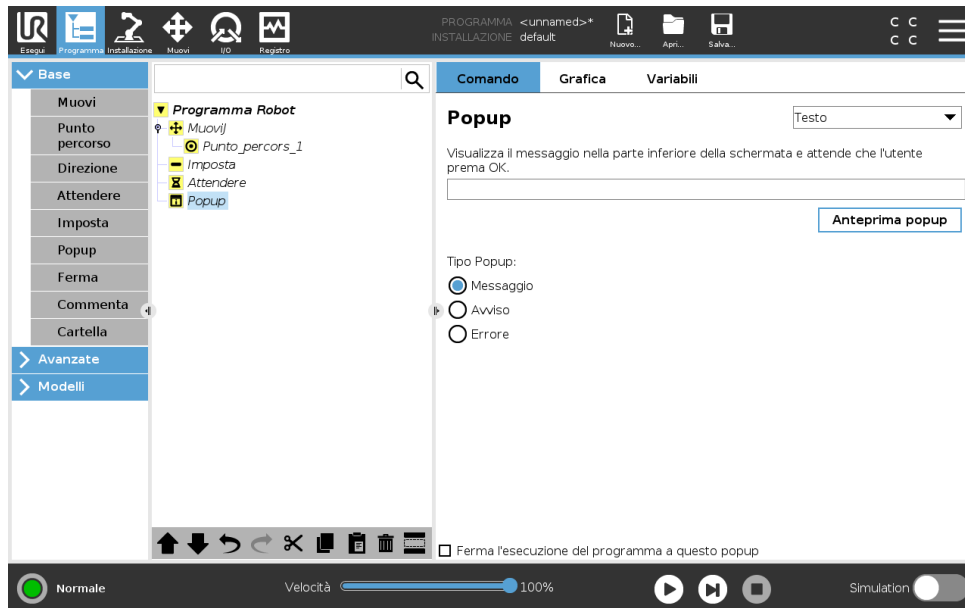 PROGRAMMA <unnamed>*
INSTALLAZIONE default
Nuovo... Apri... Salva...
C C
C C
UR
Esegui Programma Installazione Muovi I/O Registro
Base
Muovi
Punto
percorso
Direzione
Attendere
Imposta
Popup
Ferma
Commenta
Cartella
Avanzate
Modelli
Programma Robot
MuoviJ
Punto_percors_1
Imposta
Attendere
Popup
Comando Grafica Variabili
Popup
Testo
Visualizza il messaggio nella parte inferiore della schermata e attende che l'utente
prema OK.
Anteprima popup
Tipo Popup:
Messaggio
Avviso
Errore
Ferma l'esecuzione del programma a questo popup
Normale
Velocità 100%
Simulation